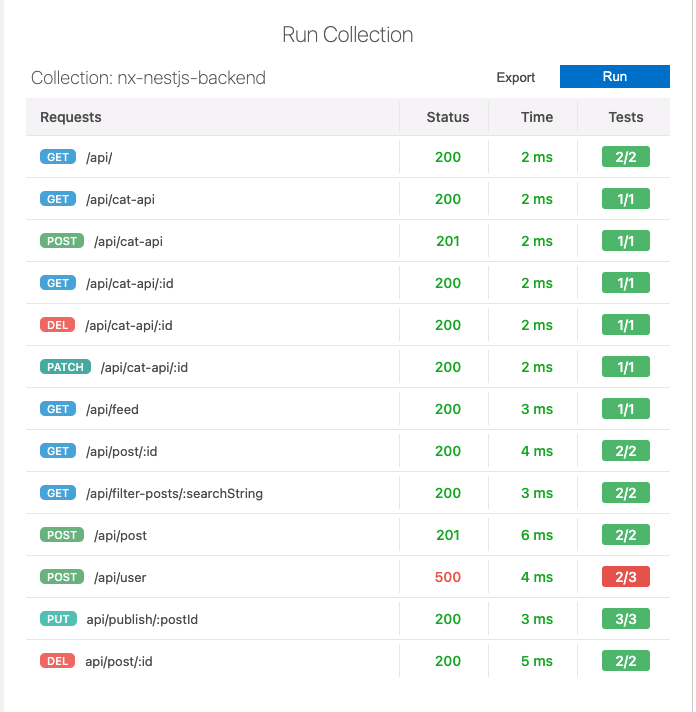 Run Collection
Collection: nx-nestjs-backend Export Run
Requests Status Time Tests
GET /api/ 200 2 ms 2/2
GET /api/cat-api 200 2 ms 1/1
POST /api/cat-api 201 2 ms 1/1
GET /api/cat-api/:id 200 2 ms 1/1
DEL /api/cat-api/:id 200 2 ms 1/1
PATCH /api/cat-api/:id 200 2 ms 1/1
GET /api/feed 200 3 ms 1/1
GET /api/post/:id 200 4 ms 2/2
GET /api/filter-posts/:searchString 200 3 ms 2/2
POST /api/post 201 6 ms 2/2
POST /api/user 500 4 ms 2/3
PUT api/publish/:postId 200 3 ms 3/3
DEL api/post/:id 200 5 ms 2/2